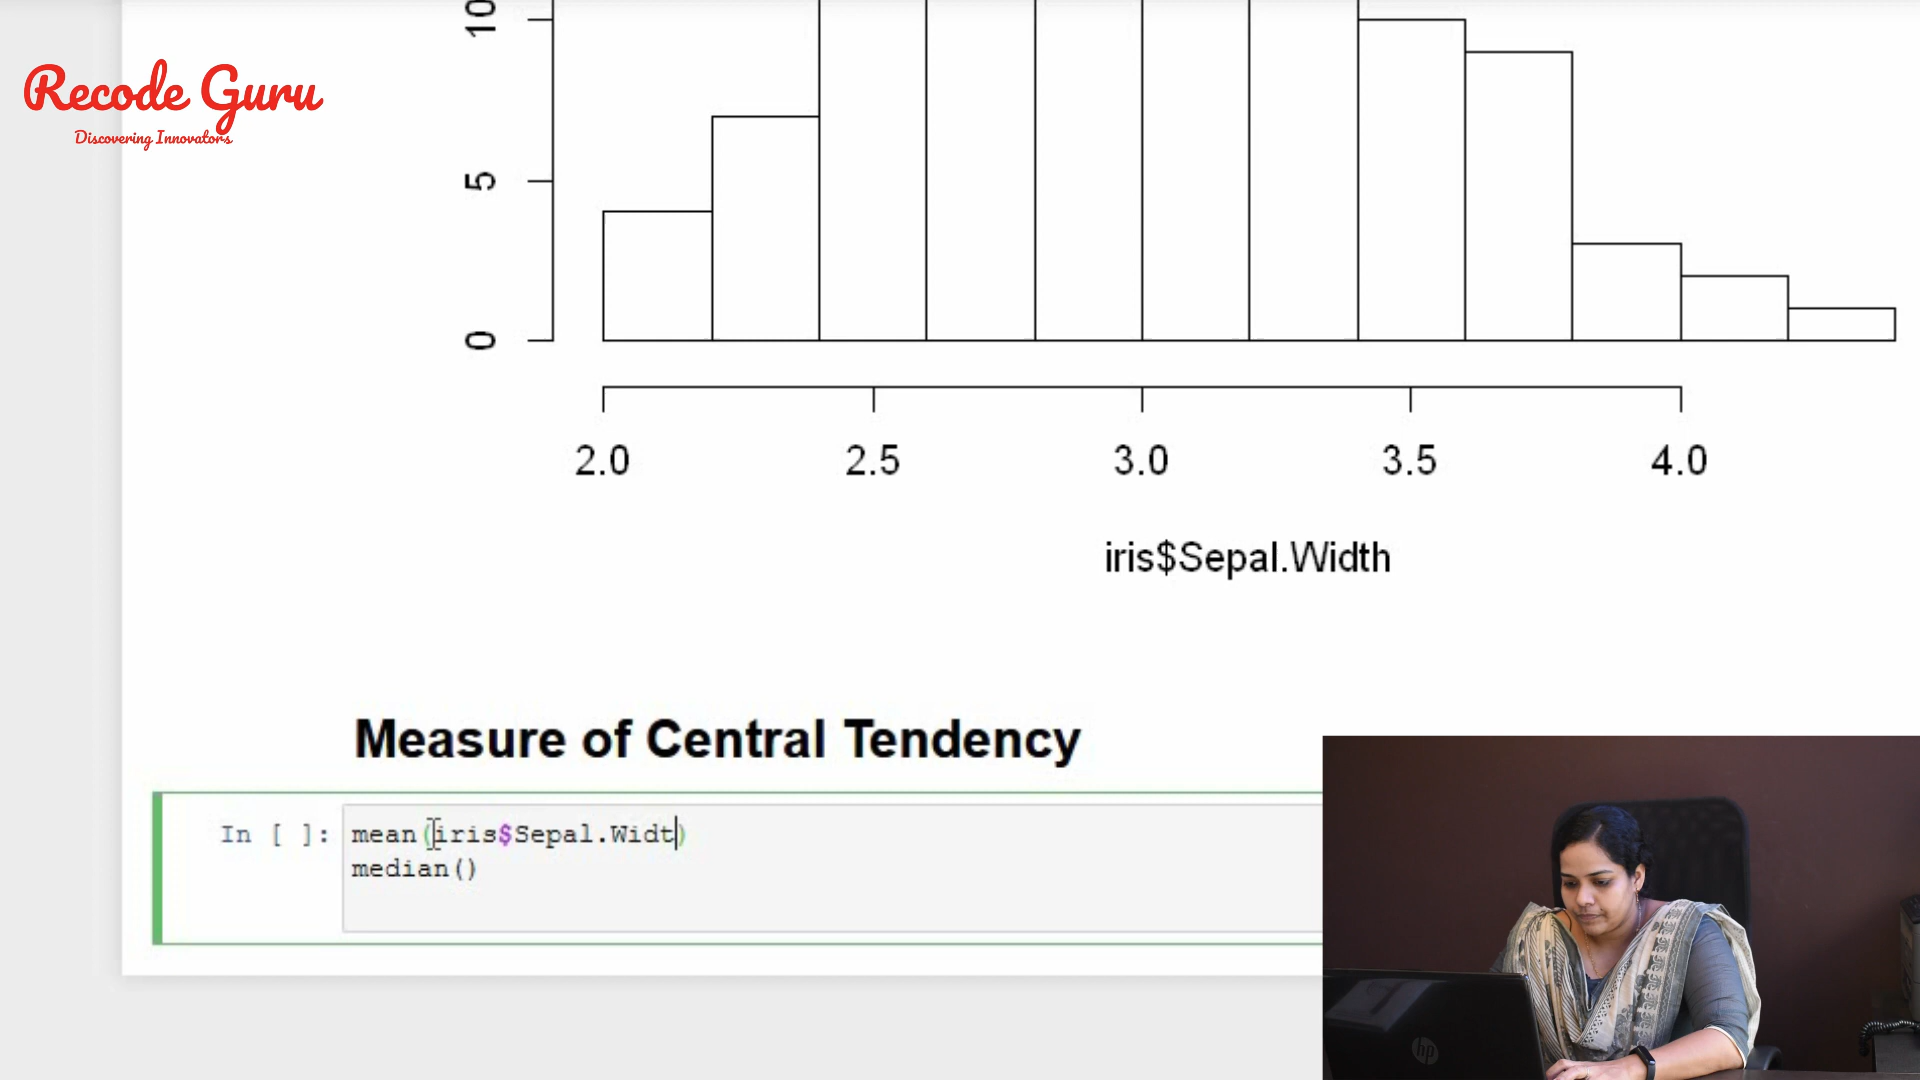 10
Recode Guru
Discovering Innovators
5
0
2.0 2.5 3.0 3.5 4.0
iris$Sepal.Width
Measure of Central Tendency
In [ ]: mean(iris$Sepal.Widt)
median()
hp